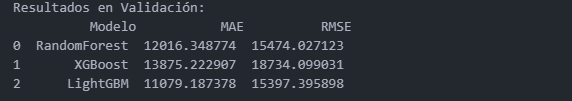 Resultados en Validación:
Modelo MAE RMSE
0 RandomForest 12016.348774 15474.027123
1 XGBoost 13875.222907 18734.099031
2 LightGBM 11079.187378 15397.395898